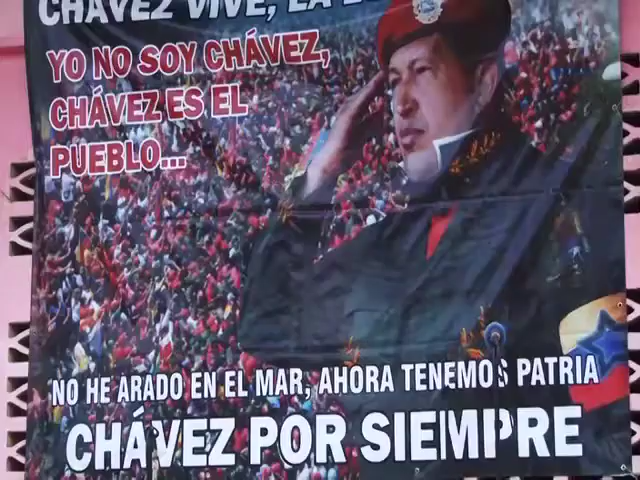 CHÁVEZ VIVE, LA
YO NO SOY CHÁVEZ,
CHÁVEZ ES EL
PUEBLO...
NO HE ARADO EN EL MAR, AHORA TENEMOS PATRIA
CHÁVEZ POR SIEMPRE